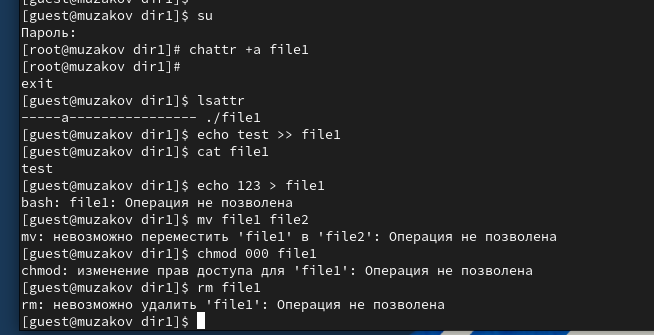 [guest@muzakov dir1]$ su
Пароль:
[root@muzakov dir1]# chattr +a file1
[root@muzakov dir1]#
exit
[guest@muzakov dir1]$ lsattr
-----a---------------- ./file1
[guest@muzakov dir1]$ echo test >> file1
[guest@muzakov dir1]$ cat file1
test
[guest@muzakov dir1]$ echo 123 > file1
bash: file1: Операция не позволена
[guest@muzakov dir1]$ mv file1 file2
mv: невозможно переместить 'file1' в 'file2': Операция не позволена
[guest@muzakov dir1]$ chmod 000 file1
chmod: изменение прав доступа для 'file1': Операция не позволена
[guest@muzakov dir1]$ rm file1
rm: невозможно удалить 'file1': Операция не позволена
[guest@muzakov dir1]$